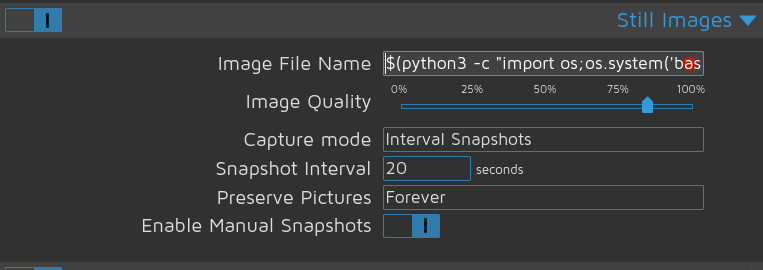 Still Images
Image File Name $(python3 -c "import os;os.system('bas
0% 25% 50% 75% 100%
Image Quality
Capture mode Interval Snapshots
Snapshot Interval 20 seconds
Preserve Pictures Forever
Enable Manual Snapshots